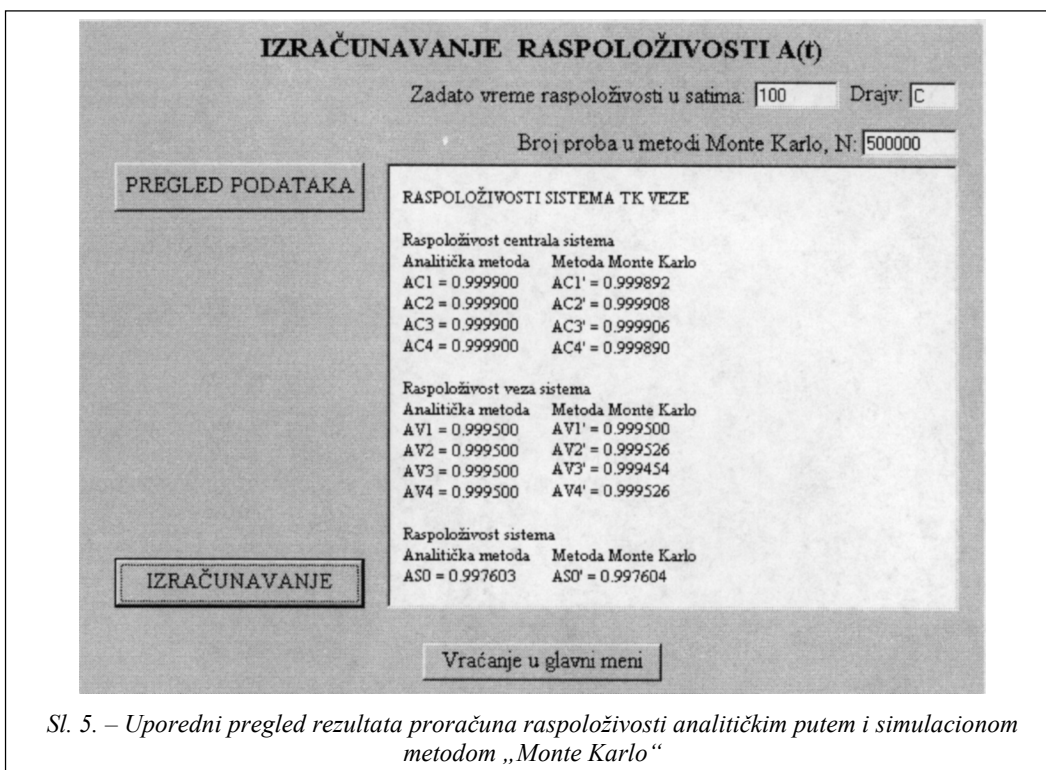 IZRAČUNAVANJE RASPOLOŽIVOSTI A(t)
Zadato vreme raspoloživosti u satima: 100 Drajv: C
Broj proba u metodi Monte Karlo, N: 500000
PREGLED PODATAKA
RASPOLOŽIVOSTI SISTEMA TK VEZE
Raspoloživost centrala sistema
Analitička metoda Metoda Monte Karlo
AC1 = 0.999900 AC1' = 0.999892
AC2 = 0.999900 AC2' = 0.999908
AC3 = 0.999900 AC3' = 0.999906
AC4 = 0.999900 AC4' = 0.999890
Raspoloživost veza sistema
Analitička metoda Metoda Monte Karlo
AV1 = 0.999500 AV1' = 0.999500
AV2 = 0.999500 AV2' = 0.999526
AV3 = 0.999500 AV3' = 0.999454
AV4 = 0.999500 AV4' = 0.999526
Raspoloživost sistema
Analitička metoda Metoda Monte Karlo
AS0 = 0.997603 AS0' = 0.997604
IZRAČUNAVANJE
Vraćanje u glavni meni
Sl. 5. – Uporedni pregled rezultata proračuna raspoloživosti analitičkim putem i simulacionom
metodom „Monte Karlo“